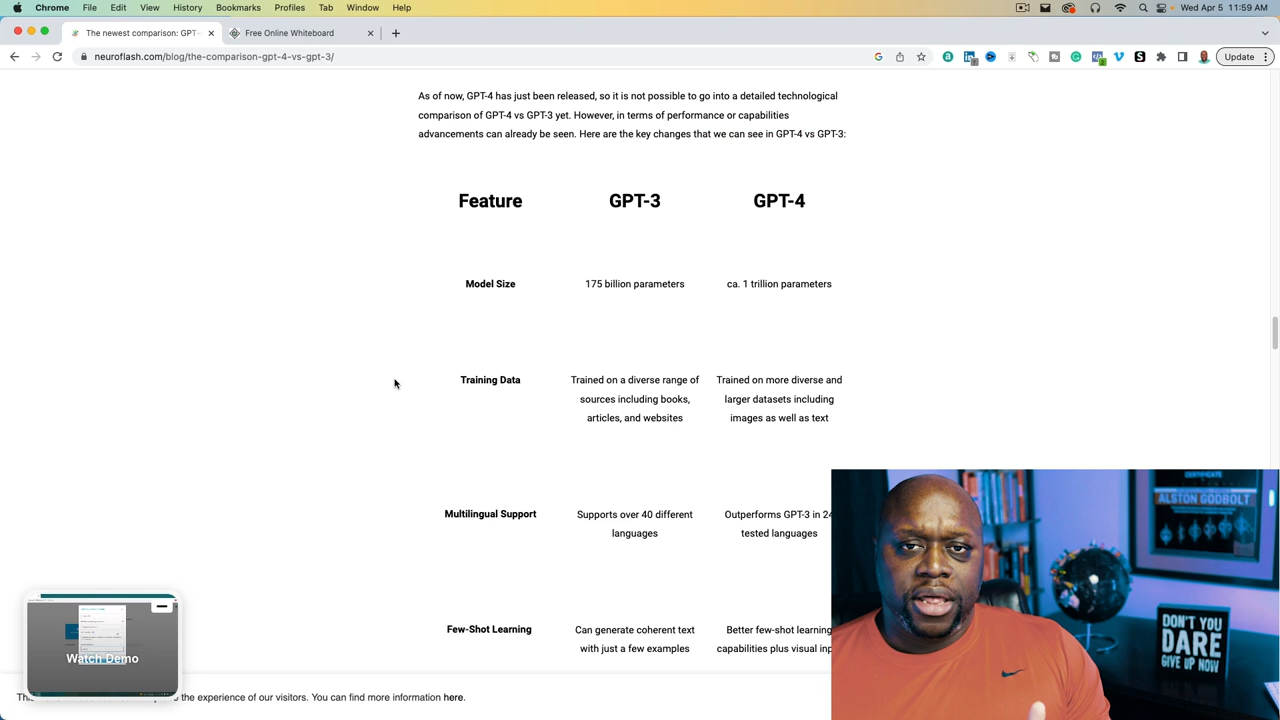 Chrome File Edit View History Bookmarks Profiles Tab Window Help Wed Apr 5 11:59 AM
The newest comparison: GPT- Free Online Whiteboard
neuroflash.com/blog/the-comparison-gpt-4-vs-gpt-3/ Update
As of now, GPT-4 has just been released, so it is not possible to go into a detailed technological
comparison of GPT-4 vs GPT-3 yet. However, in terms of performance or capabilities
advancements can already be seen. Here are the key changes that we can see in GPT-4 vs GPT-3:
Feature GPT-3 GPT-4
Model Size 175 billion parameters ca. 1 trillion parameters
Training Data Trained on a diverse range of Trained on more diverse and
sources including books, larger datasets including
articles, and websites images as well as text
Multilingual Support Supports over 40 different Outperforms GPT-3 in 24
languages tested languages
Few-Shot Learning Can generate coherent text Better few-shot learning
with just a few examples capabilities plus visual inp
CERTIFICATE
ALSTON GODBOLT
DON'T YOU
DARE
GIVE UP NOW
Watch Demo
the experience of our visitors. You can find more information here.